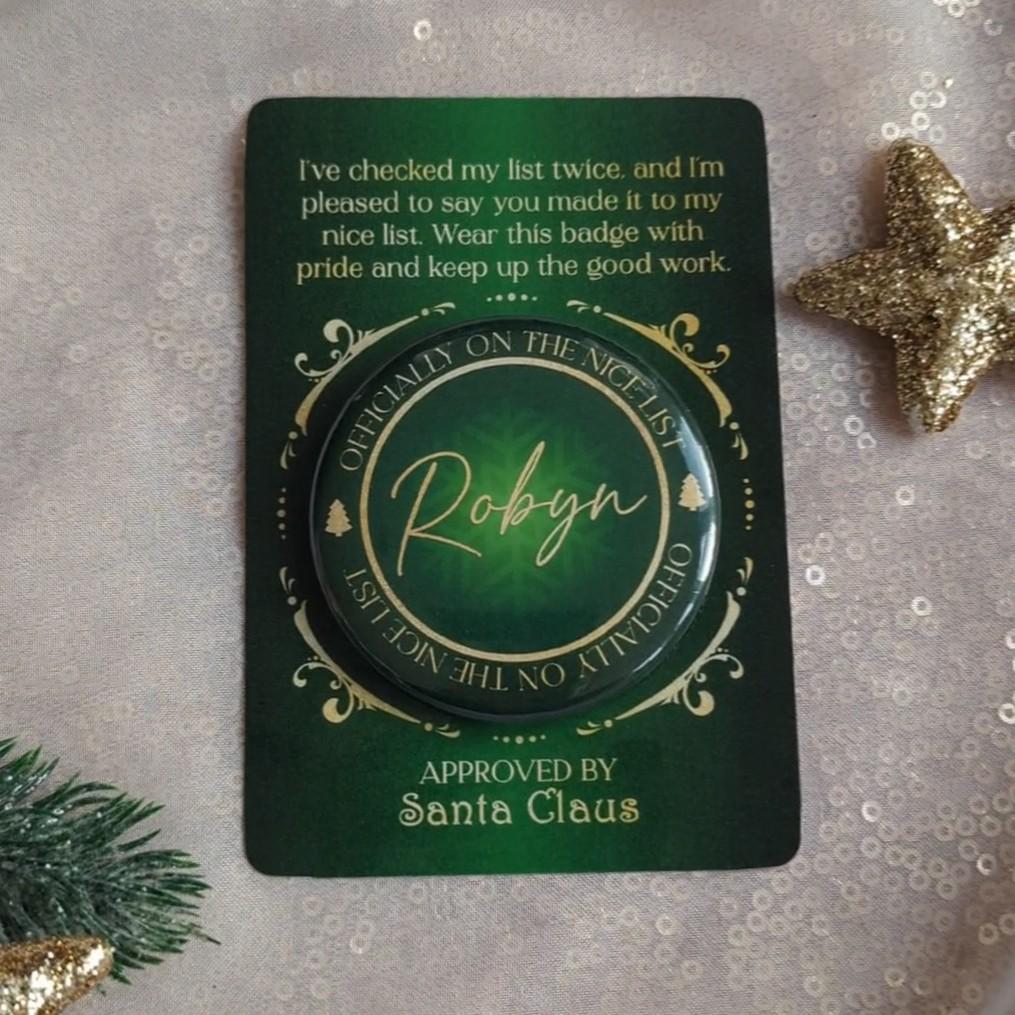 I've checked my list twice, and I'm
pleased to say you made it to my
nice list. Wear this badge with
pride and keep up the good work.
OFFICIALLY ON THE NICE LIST
Robyn
OFFICIALLY ON THE NICE LIST
APPROVED BY
Santa Claus